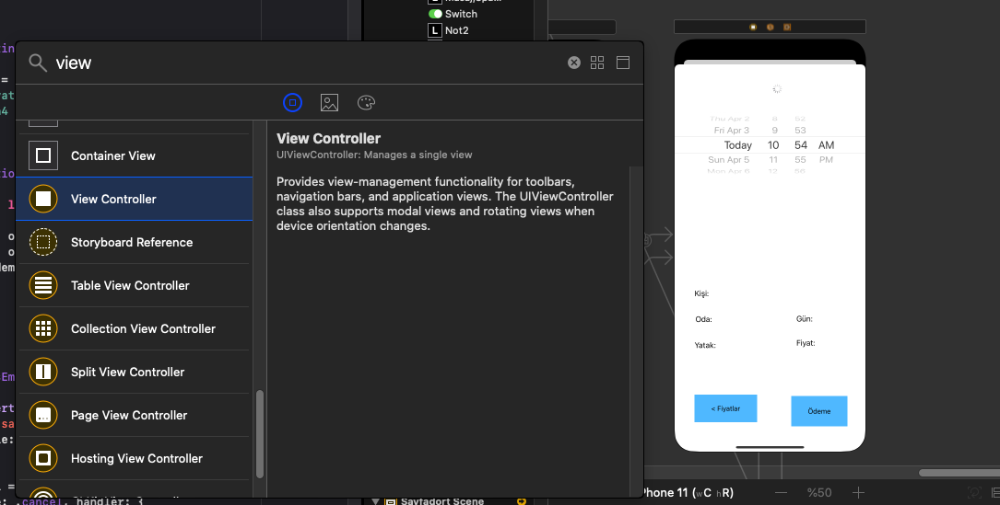 Switch
L Not2
view
Container View
View Controller
Storyboard Reference
Table View Controller
Collection View Controller
Split View Controller
Page View Controller
Hosting View Controller
View Controller
UIViewController: Manages a single view
Provides view-management functionality for toolbars,
navigation bars, and application views. The UIViewController
class also supports modal views and rotating views when
device orientation changes.
Thu Apr 2 8 52
Fri Apr 3 9 53
Today 10 54 AM
Sun Apr 5 11 55 PM
Mon Apr 6 12 56
Kişi:
Oda: Gün:
Yatak: Fiyat:
< Fiyatlar
Ödeme
Phone 11 (wC hR)
%50
Sayfadort Scene
: .cancel, handler: {